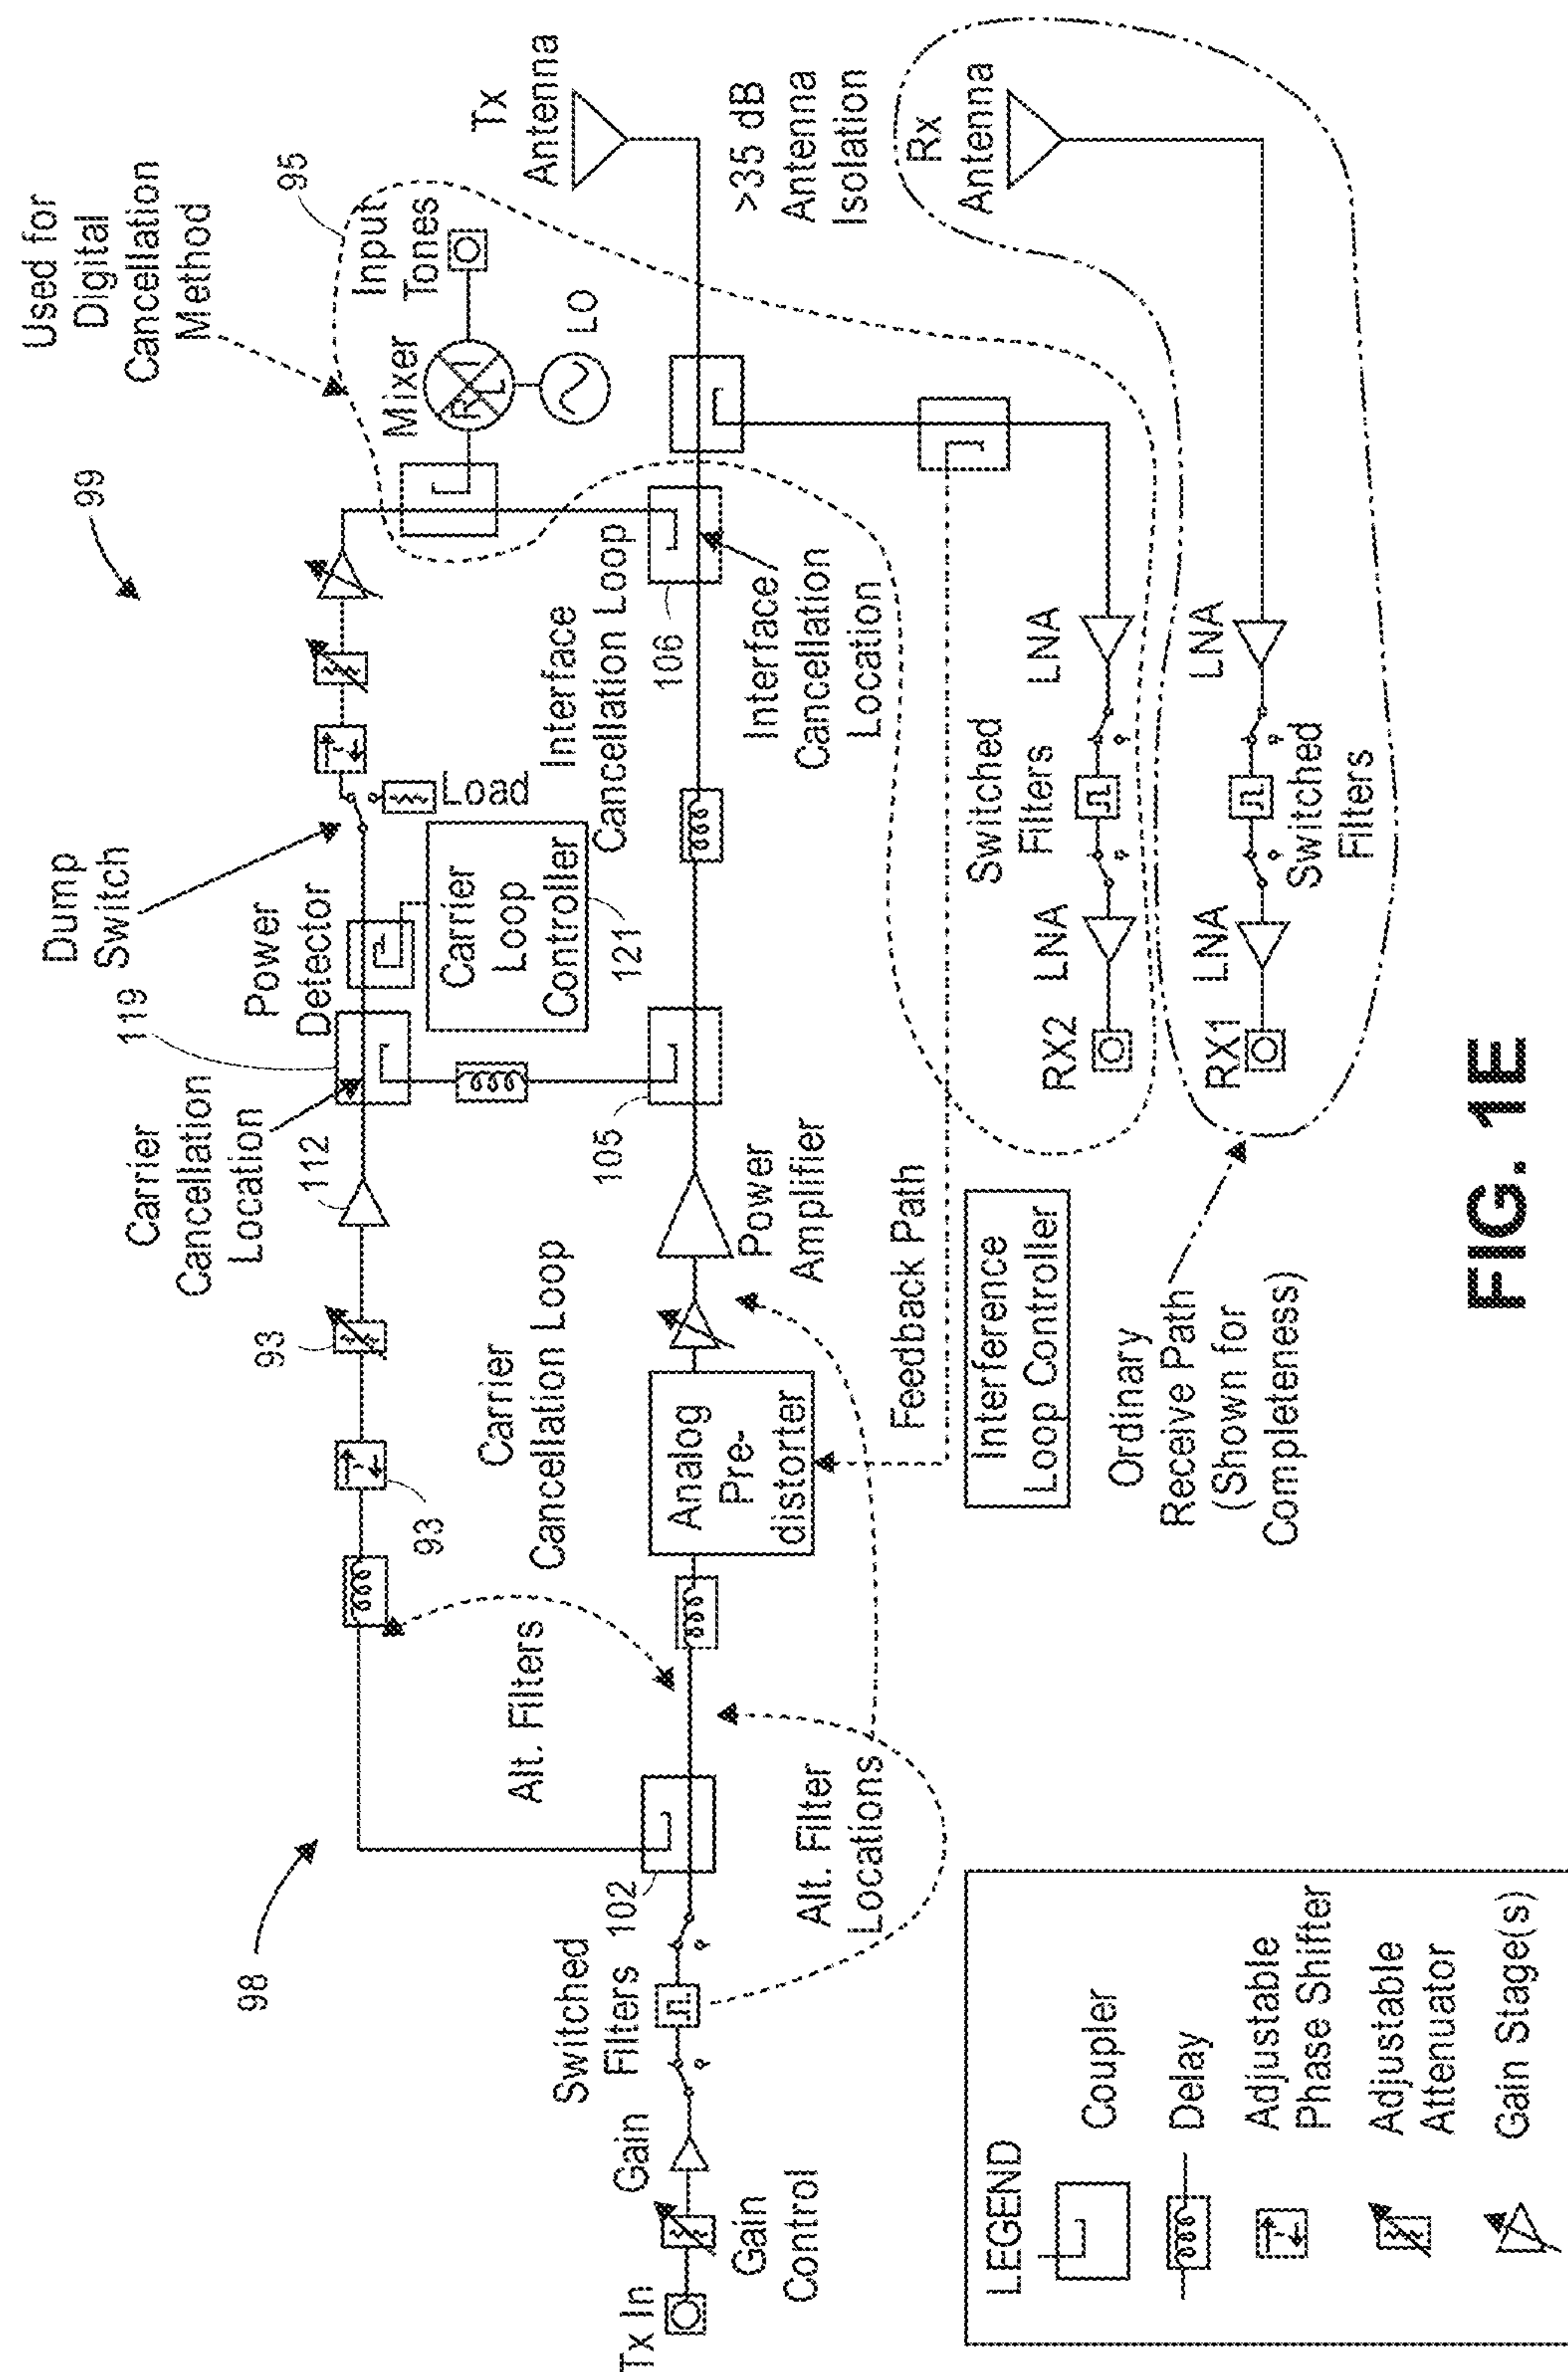 Used for
Digital
Cancellation
Method
95
99
Dump
Switch
119
Power
Detector
Carrier
Cancellation
Location
112
93
93
98
Mixer
Input
Tones
R
I
L
LO
Tx
Antenna
>35 dB
Antenna
Isolation
Rx
Antenna
Load
Carrier
Loop
Controller
121
Interface
Cancellation Loop
106
Interface
Cancellation
Location
105
Carrier
Cancellation Loop
Alt. Filters
Power
Amplifier
Analog
Pre-
distorter
Feedback Path
Interference
Loop Controller
Alt. Filter
Locations
Switched
Filters
102
Gain
Gain
Control
Tx In
LNA
Switched
Filters
LNA
RX2
LNA
Switched
Filters
LNA
RX1
Ordinary
Receive Path
(Shown for
Completeness)
LEGEND
Coupler
Delay
Adjustable
Phase Shifter
Adjustable
Attenuator
Gain Stage(s)
FIG. 1E